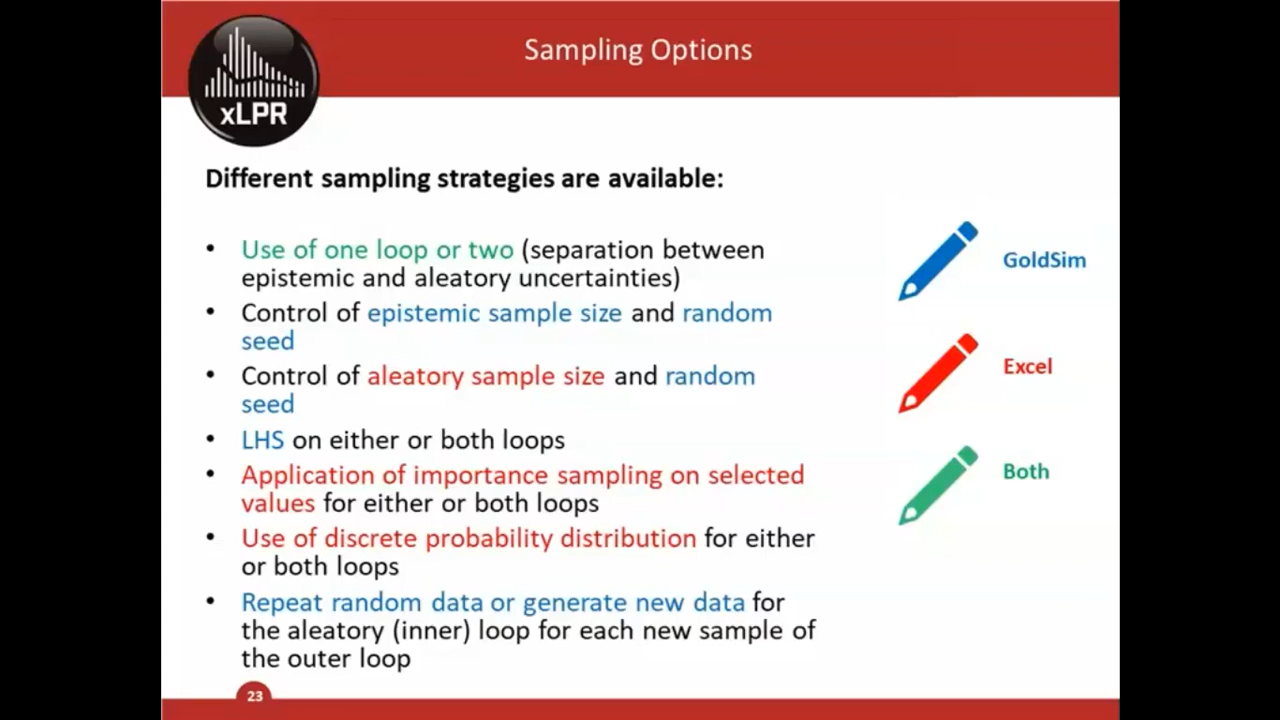 Sampling Options
xLPR
Different sampling strategies are available:
• Use of one loop or two (separation between
epistemic and aleatory uncertainties)
• Control of epistemic sample size and random
seed
• Control of aleatory sample size and random
seed
• LHS on either or both loops
• Application of importance sampling on selected
values for either or both loops
• Use of discrete probability distribution for either
or both loops
• Repeat random data or generate new data for
the aleatory (inner) loop for each new sample of
the outer loop
GoldSim
Excel
Both
23